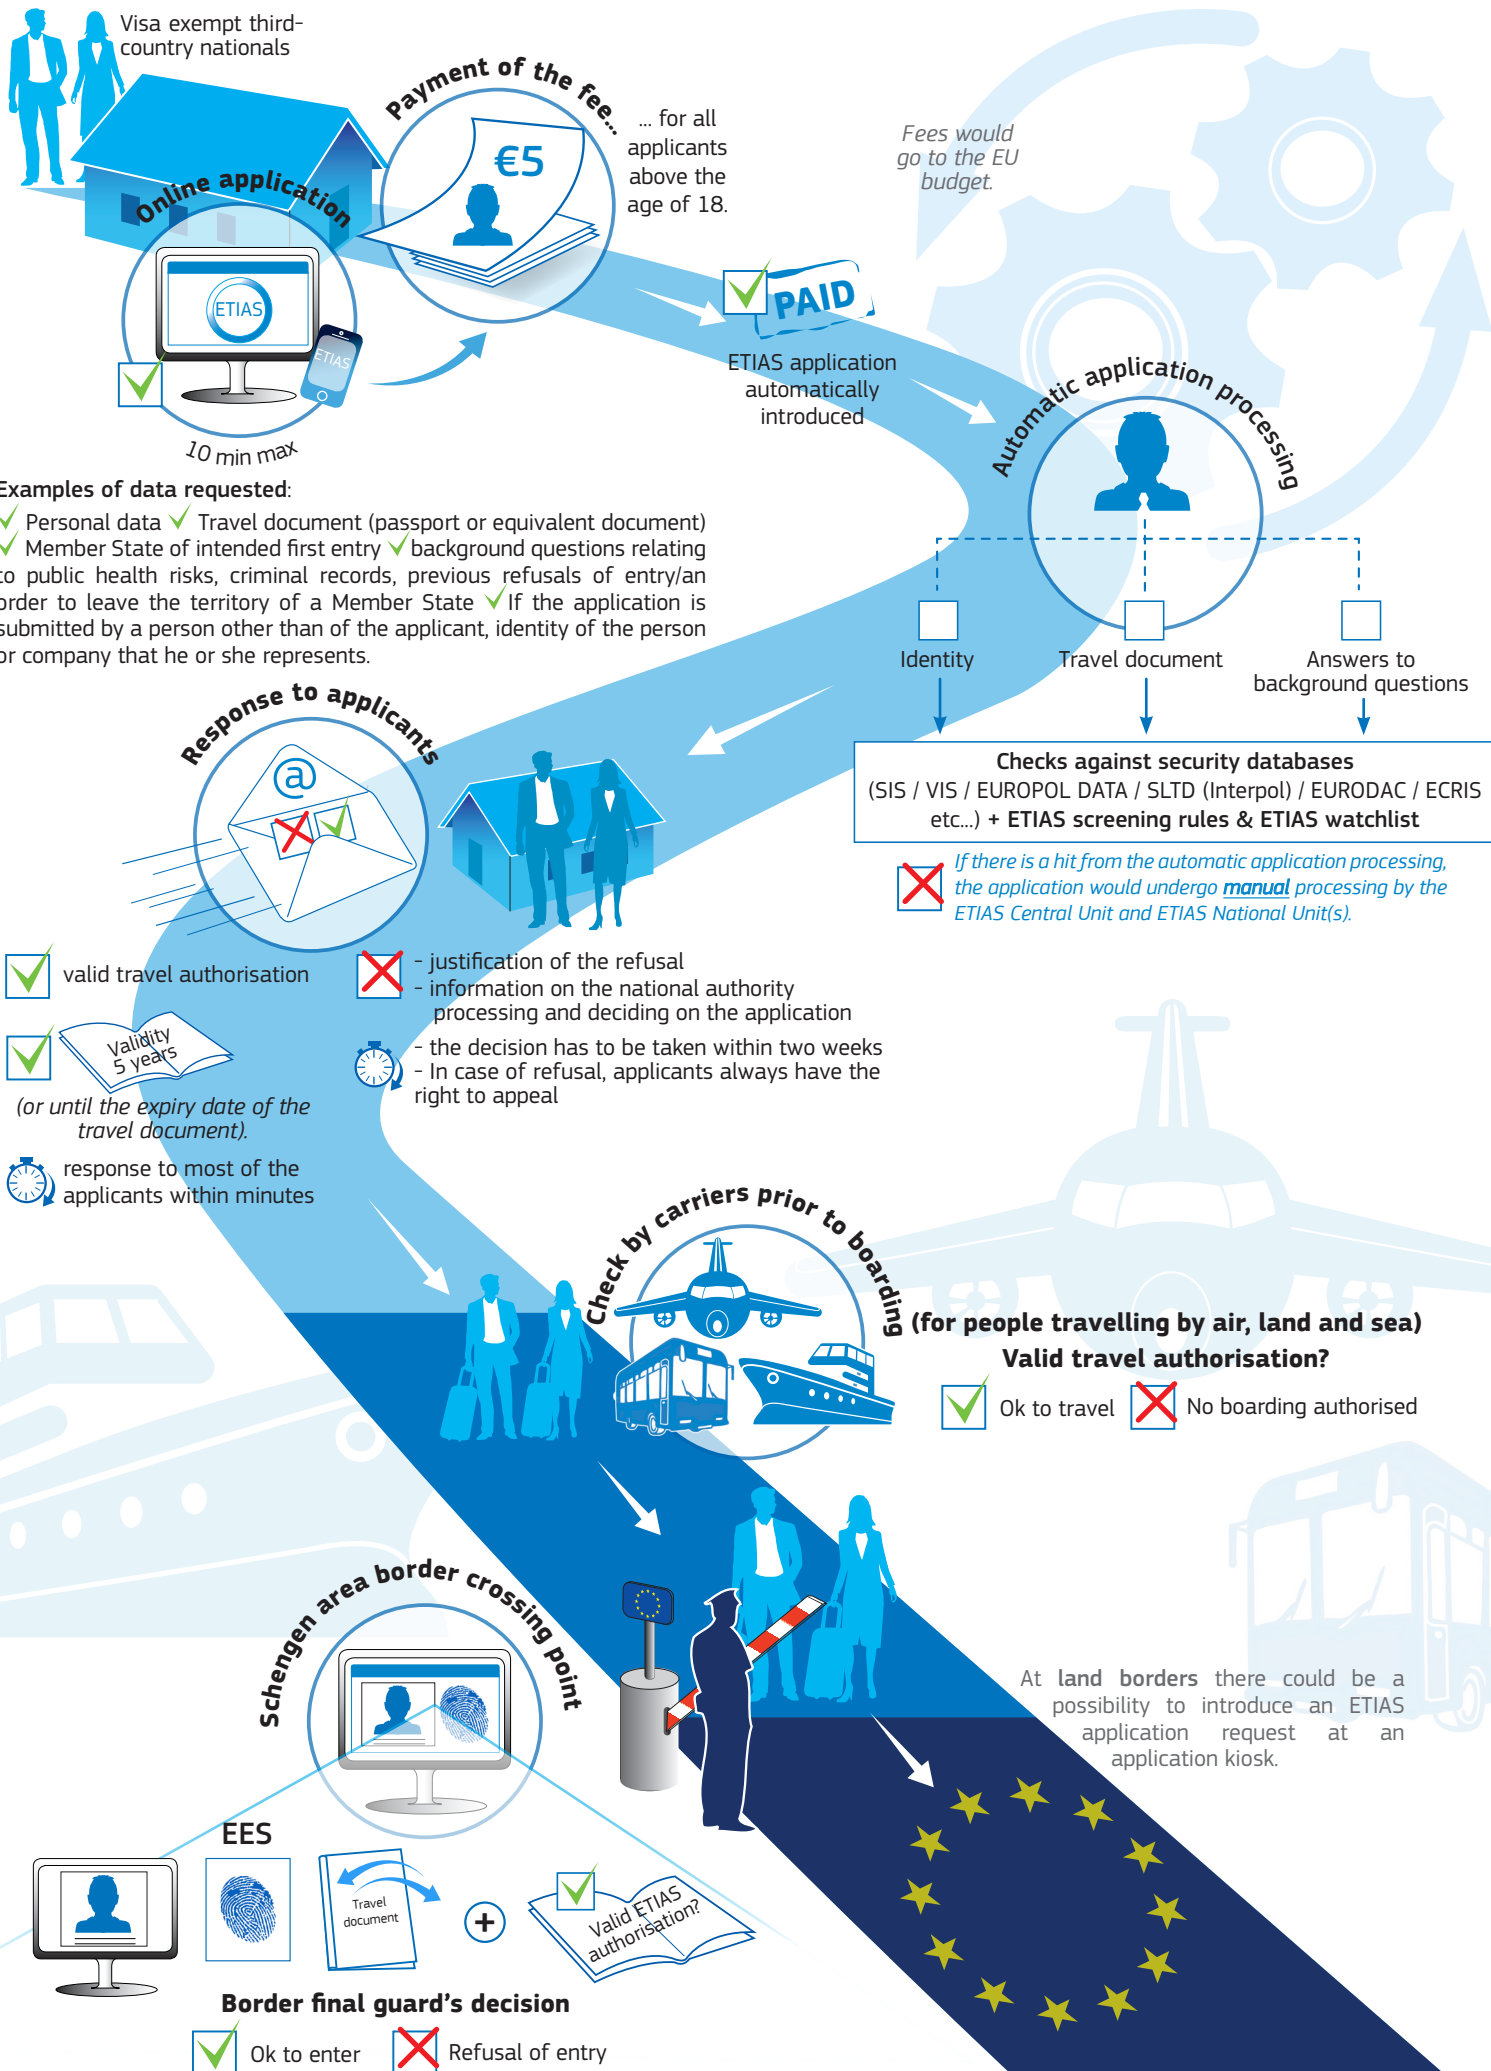 Visa exempt third-
country nationals
Payment of the fee...
€5
... for all
applicants
above the
age of 18.
Fees would
go to the EU
budget.
Online application
ETIAS
ETIAS
10 min max
PAID
ETIAS application
automatically
introduced
Automatic application processing
Examples of data requested:
Personal data Travel document (passport or equivalent document)
Member State of intended first entry background questions relating
to public health risks, criminal records, previous refusals of entry/an
order to leave the territory of a Member State If the application is
submitted by a person other than of the applicant, identity of the person
or company that he or she represents.
Identity
Travel document
Answers to
background questions
Checks against security databases
(SIS / VIS / EUROPOL DATA / SLTD (Interpol) / EURODAC / ECRIS
etc...) + ETIAS screening rules & ETIAS watchlist
If there is a hit from the automatic application processing,
the application would undergo manual processing by the
ETIAS Central Unit and ETIAS National Unit(s).
Response to applicants
@
valid travel authorisation
Validity
5 years
(or until the expiry date of the
travel document).
response to most of the
applicants within minutes
- justification of the refusal
- information on the national authority
processing and deciding on the application
- the decision has to be taken within two weeks
- In case of refusal, applicants always have the
right to appeal
Check by carriers prior to boarding
(for people travelling by air, land and sea)
Valid travel authorisation?
Ok to travel
No boarding authorised
Schengen area border crossing point
At land borders there could be a
possibility to introduce an ETIAS
application request at an
application kiosk.
EES
Travel
document
+
Valid ETIAS
authorisation?
Border final guard's decision
Ok to enter
Refusal of entry